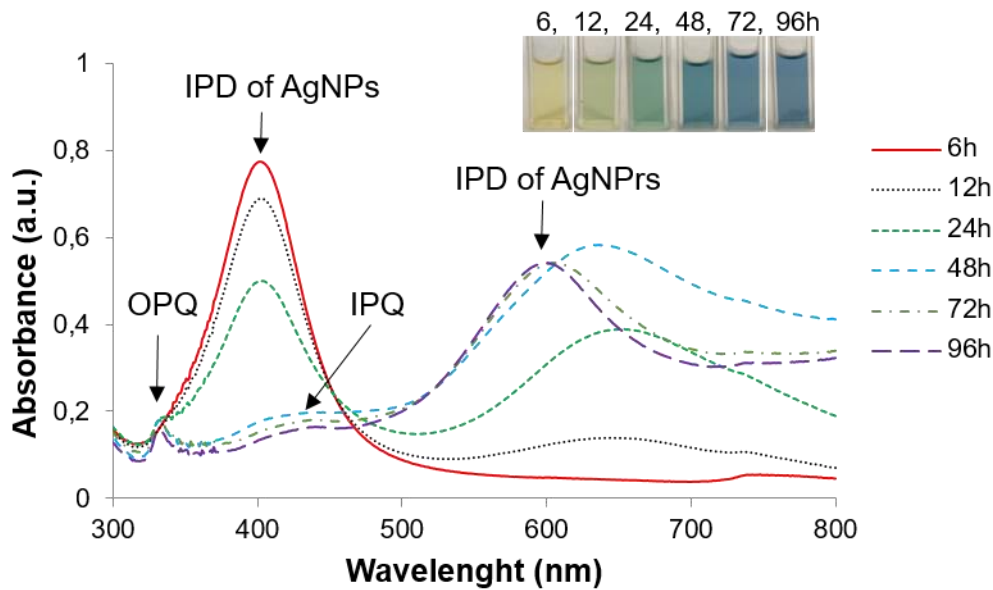 6, 12, 24, 48, 72, 96h
IPD of AgNPs
IPD of AgNPrs
OPQ
IPQ
Absorbance (a.u.)
1
0,8
0,6
0,4
0,2
0
300 400 500 600 700 800
Wavelenght (nm)
6h
12h
24h
48h
72h
96h